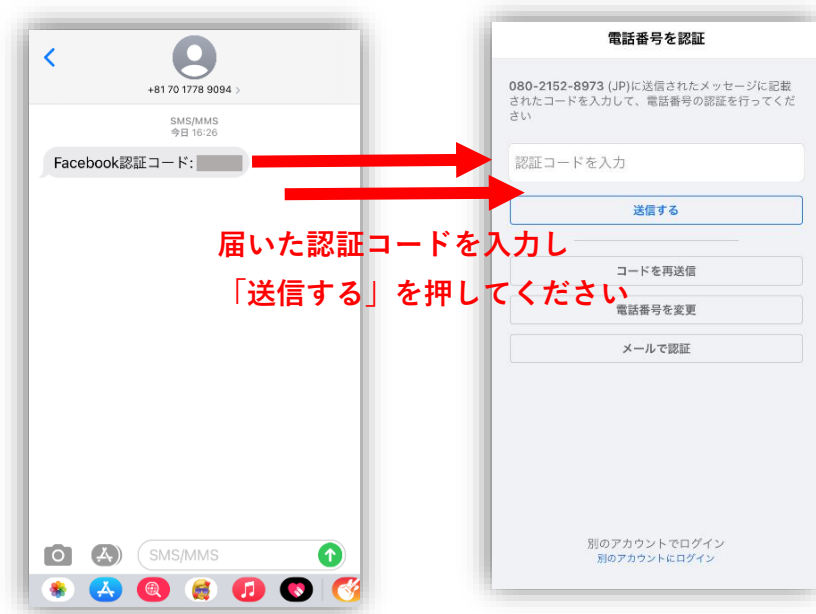 +81 70 1778 9094
SMS/MMS
今日 16:26
Facebook認証コード:
SMS/MMS
届いた認証コードを入力し
「送信する」を押してください
電話番号を認証
080-2152-8973 (JP)に送信されたメッセージに記載
されたコードを入力して、電話番号の認証を行ってくだ
さい
認証コードを入力
送信する
コードを再送信
電話番号を変更
メールで認証
別のアカウントでログイン
別のアカウントにログイン